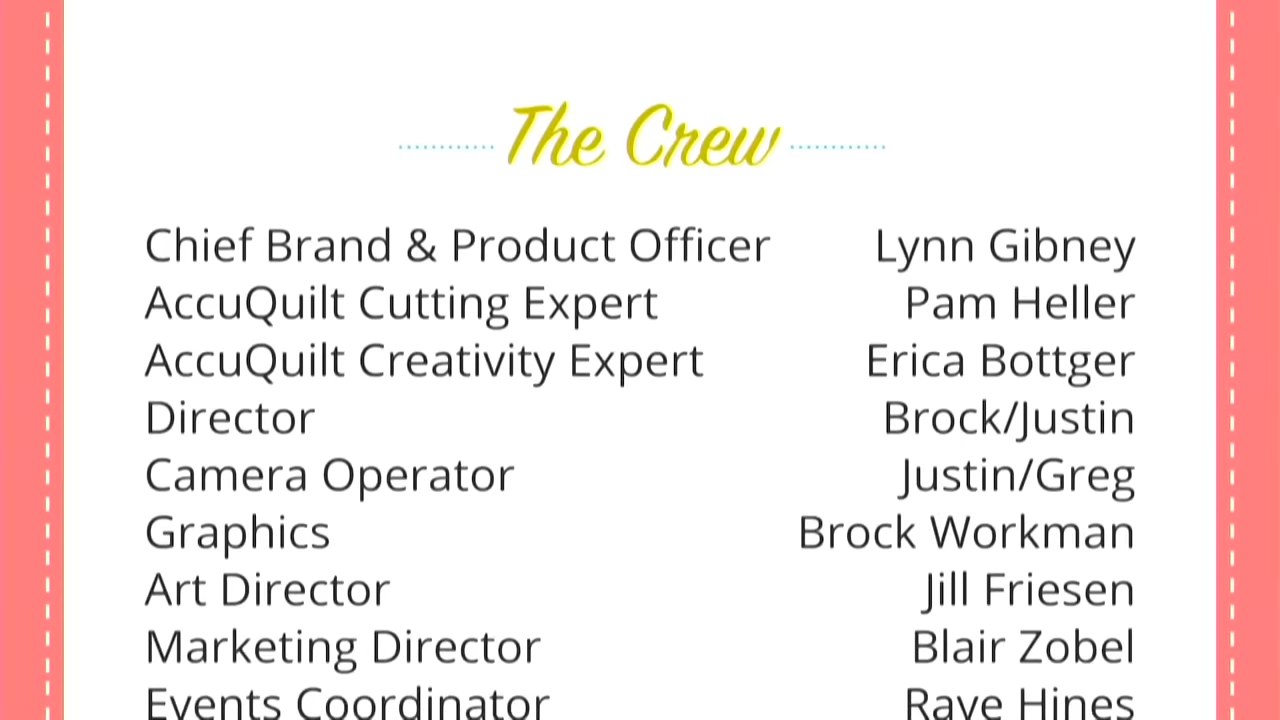 The Crew
Chief Brand & Product Officer Lynn Gibney
AccuQuilt Cutting Expert Pam Heller
AccuQuilt Creativity Expert Erica Bottger
Director Brock/Justin
Camera Operator Justin/Greg
Graphics Brock Workman
Art Director Jill Friesen
Marketing Director Blair Zobel
Events Coordinator Raye Hines